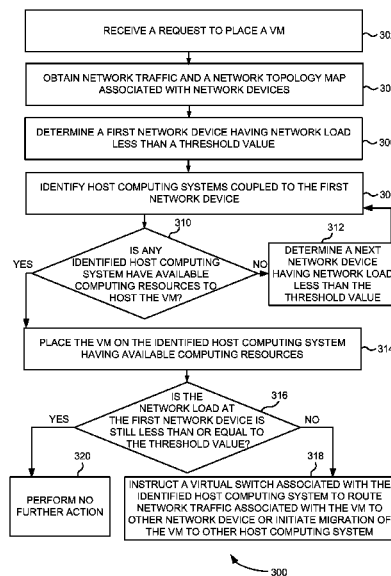 RECEIVE A REQUEST TO PLACE A VM
OBTAIN NETWORK TRAFFIC AND A NETWORK TOPOLOGY MAP
ASSOCIATED WITH NETWORK DEVICES
DETERMINE A FIRST NETWORK DEVICE HAVING NETWORK LOAD
LESS THAN A THRESHOLD VALUE
IDENTIFY HOST COMPUTING SYSTEMS COUPLED TO THE FIRST
NETWORK DEVICE
310
IS ANY
IDENTIFIED HOST COMPUTING
SYSTEM HAVE AVAILABLE
COMPUTING RESOURCES TO
HOST THE VM?
YES
NO
312
DETERMINE A NEXT
NETWORK DEVICE
HAVING NETWORK LOAD
LESS THAN THE
THRESHOLD VALUE
PLACE THE VM ON THE IDENTIFIED HOST COMPUTING SYSTEM
HAVING AVAILABLE COMPUTING RESOURCES
314
IS THE
NETWORK LOAD AT
THE FIRST NETWORK DEVICE IS
STILL LESS THAN OR EQUAL TO
THE THRESHOLD VALUE?
316
YES
NO
320
PERFORM NO
FURTHER ACTION
318
INSTRUCT A VIRTUAL SWITCH ASSOCIATED WITH THE
IDENTIFIED HOST COMPUTING SYSTEM TO ROUTE
NETWORK TRAFFIC ASSOCIATED WITH THE VM TO
OTHER NETWORK DEVICE OR INITIATE MIGRATION OF
THE VM TO OTHER HOST COMPUTING SYSTEM
300